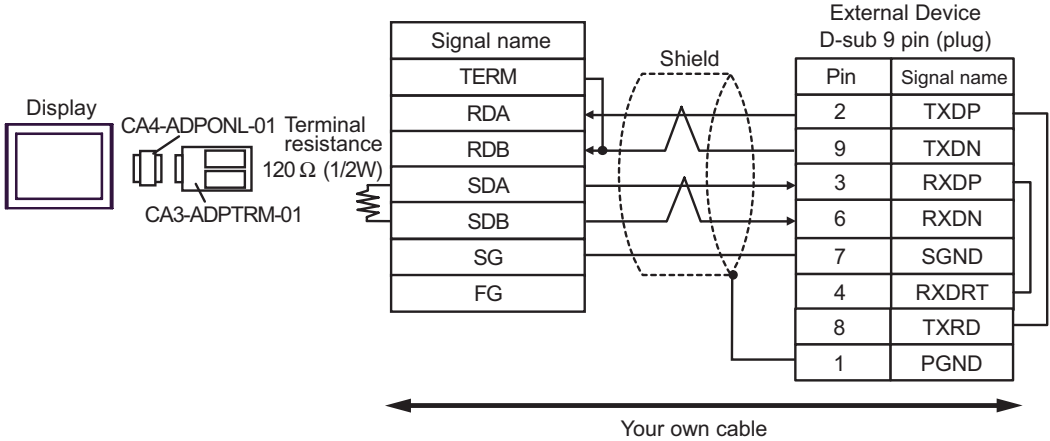 External Device
D-sub 9 pin (plug)
Signal name
Shield
Pin Signal name
TERM
RDA
RDB
SDA
SDB
SG
FG
2 TXDP
9 TXDN
3 RXDP
6 RXDN
7 SGND
4 RXDRT
8 TXRD
1 PGND
Display
CA4-ADPONL-01
Terminal
resistance
120 Ω (1/2W)
CA3-ADPTRM-01
Your own cable